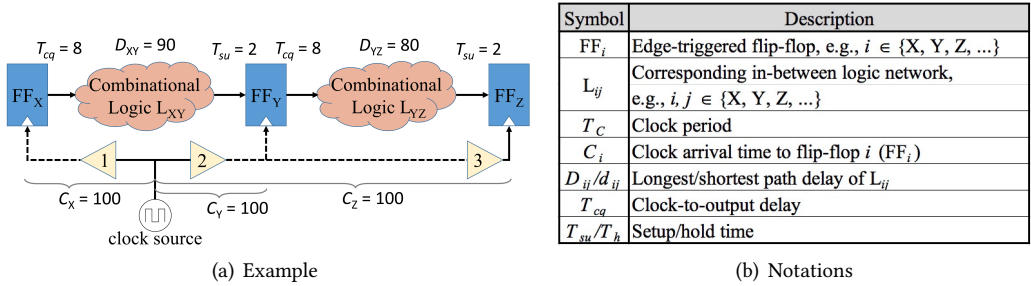 T_cq = 8 D_XY = 90 T_su = 2 T_cq = 8 D_YZ = 80 T_su = 2
FF_X Combinational Logic L_XY FF_Y Combinational Logic L_YZ FF_Z
1 2 3
C_X = 100 C_Y = 100 C_Z = 100
clock source
(a) Example
Symbol Description
FF_i Edge-triggered flip-flop, e.g., i ∈ {X, Y, Z, ...}
L_ij Corresponding in-between logic network,
e.g., i, j ∈ {X, Y, Z, ...}
T_C Clock period
C_i Clock arrival time to flip-flop i (FF_i)
D_ij/d_ij Longest/shortest path delay of L_ij
T_cq Clock-to-output delay
T_su/T_h Setup/hold time
(b) Notations